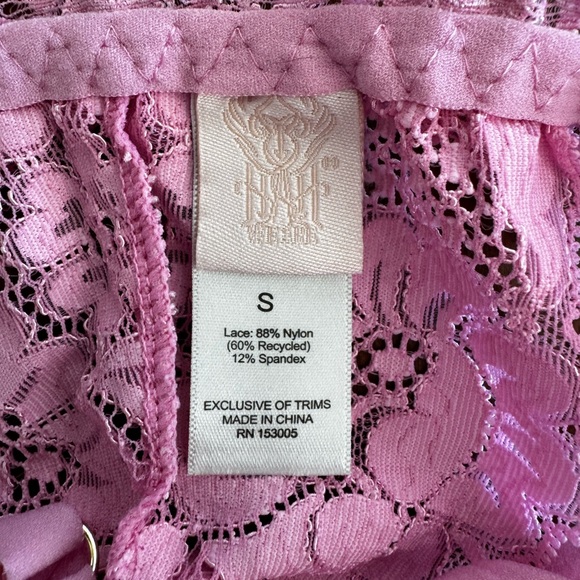 S
Lace: 88% Nylon
(60% Recycled)
12% Spandex
EXCLUSIVE OF TRIMS
MADE IN CHINA
RN 153005